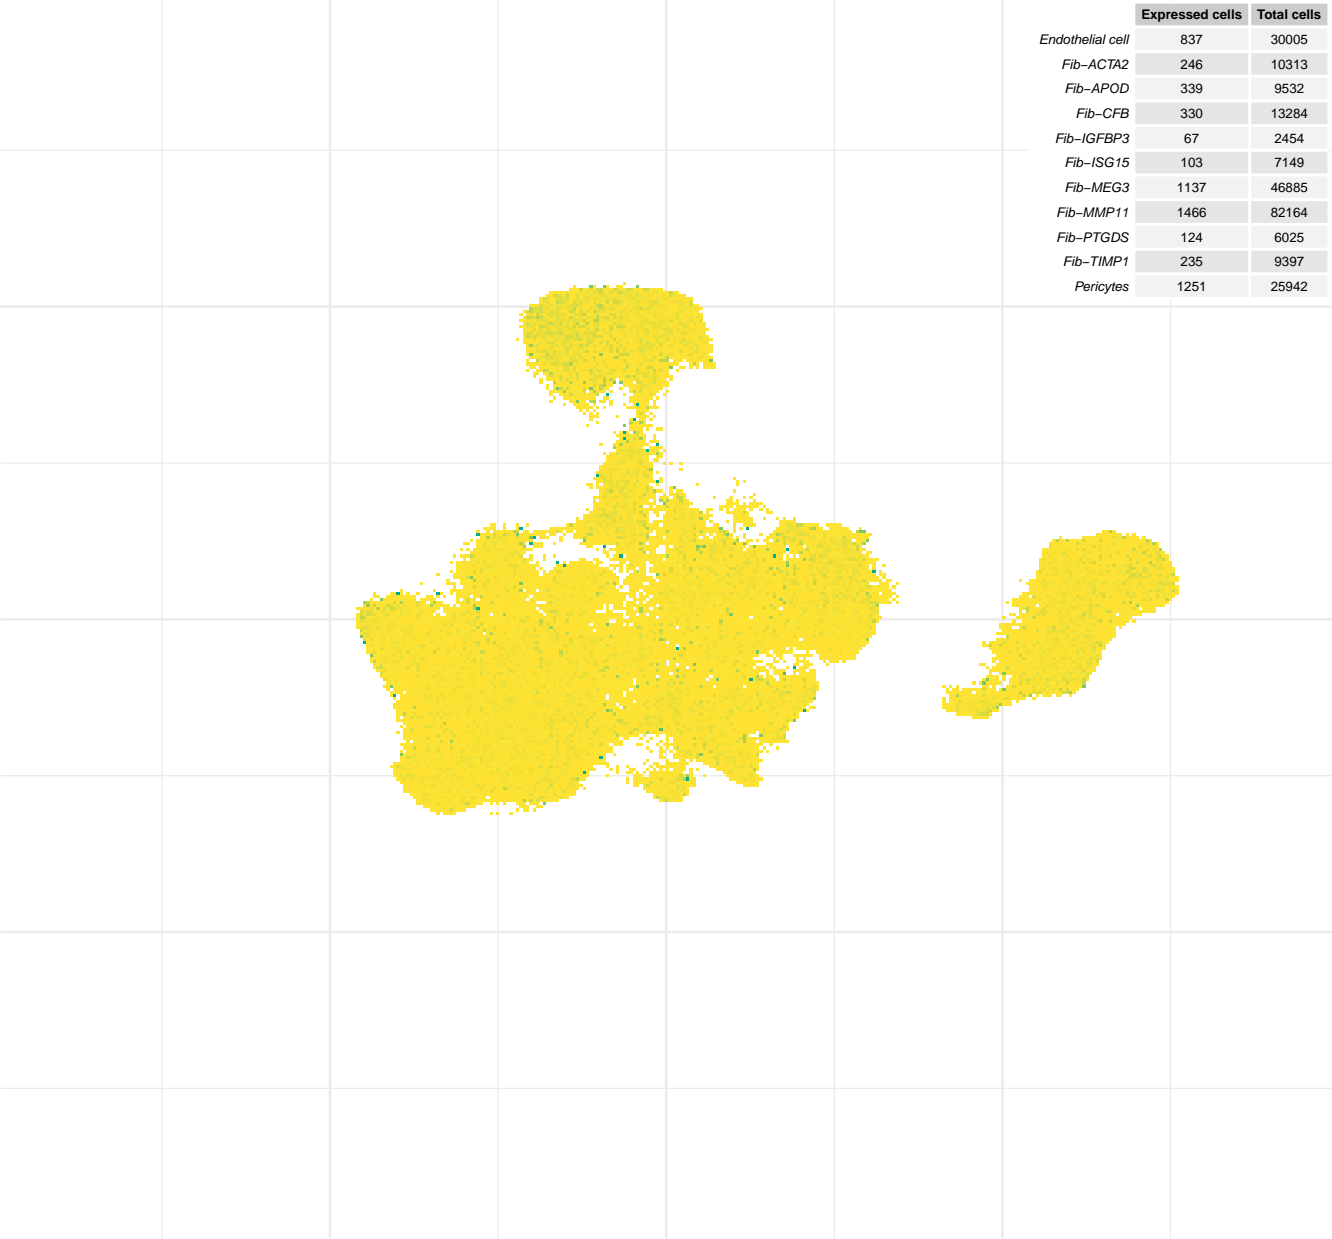 Expressed cells Total cells
Endothelial cell 837 30005
Fib−ACTA2 246 10313
Fib−APOD 339 9532
Fib−CFB 330 13284
Fib−IGFBP3 67 2454
Fib−ISG15 103 7149
Fib−MEG3 1137 46885
Fib−MMP11 1466 82164
Fib−PTGDS 124 6025
Fib−TIMP1 235 9397
Pericytes 1251 25942